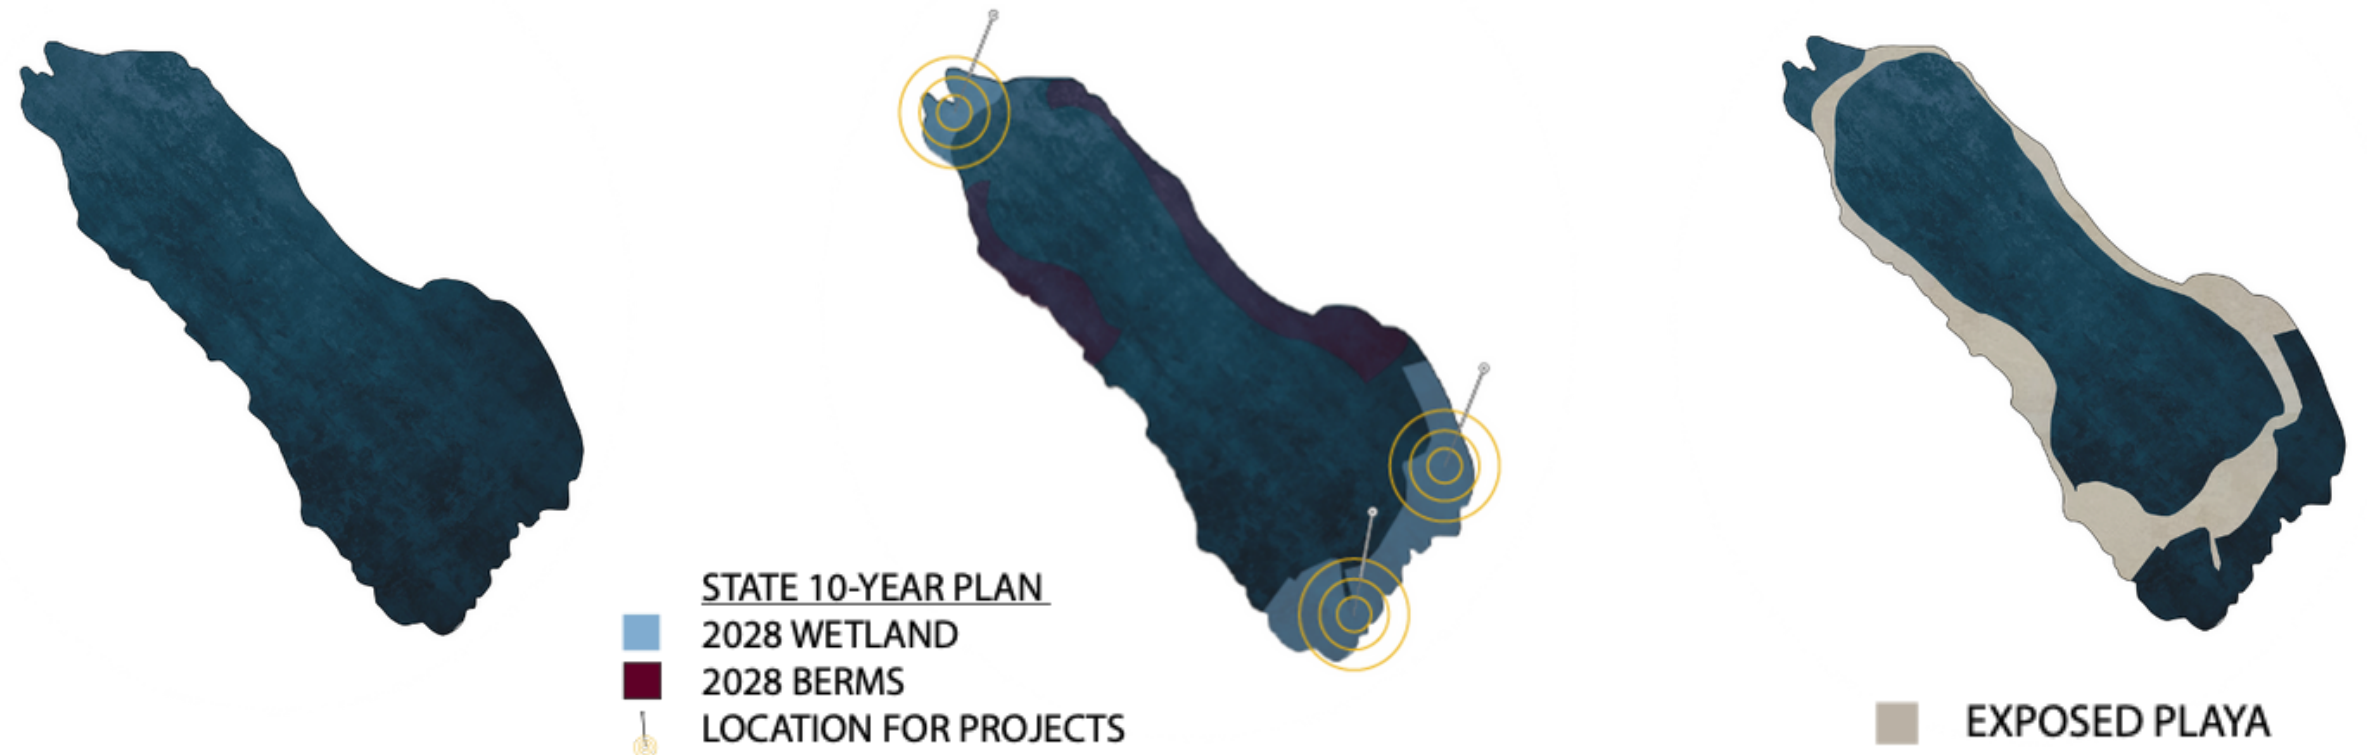 STATE 10-YEAR PLAN
2028 WETLAND
2028 BERMS
LOCATION FOR PROJECTS
EXPOSED PLAYA